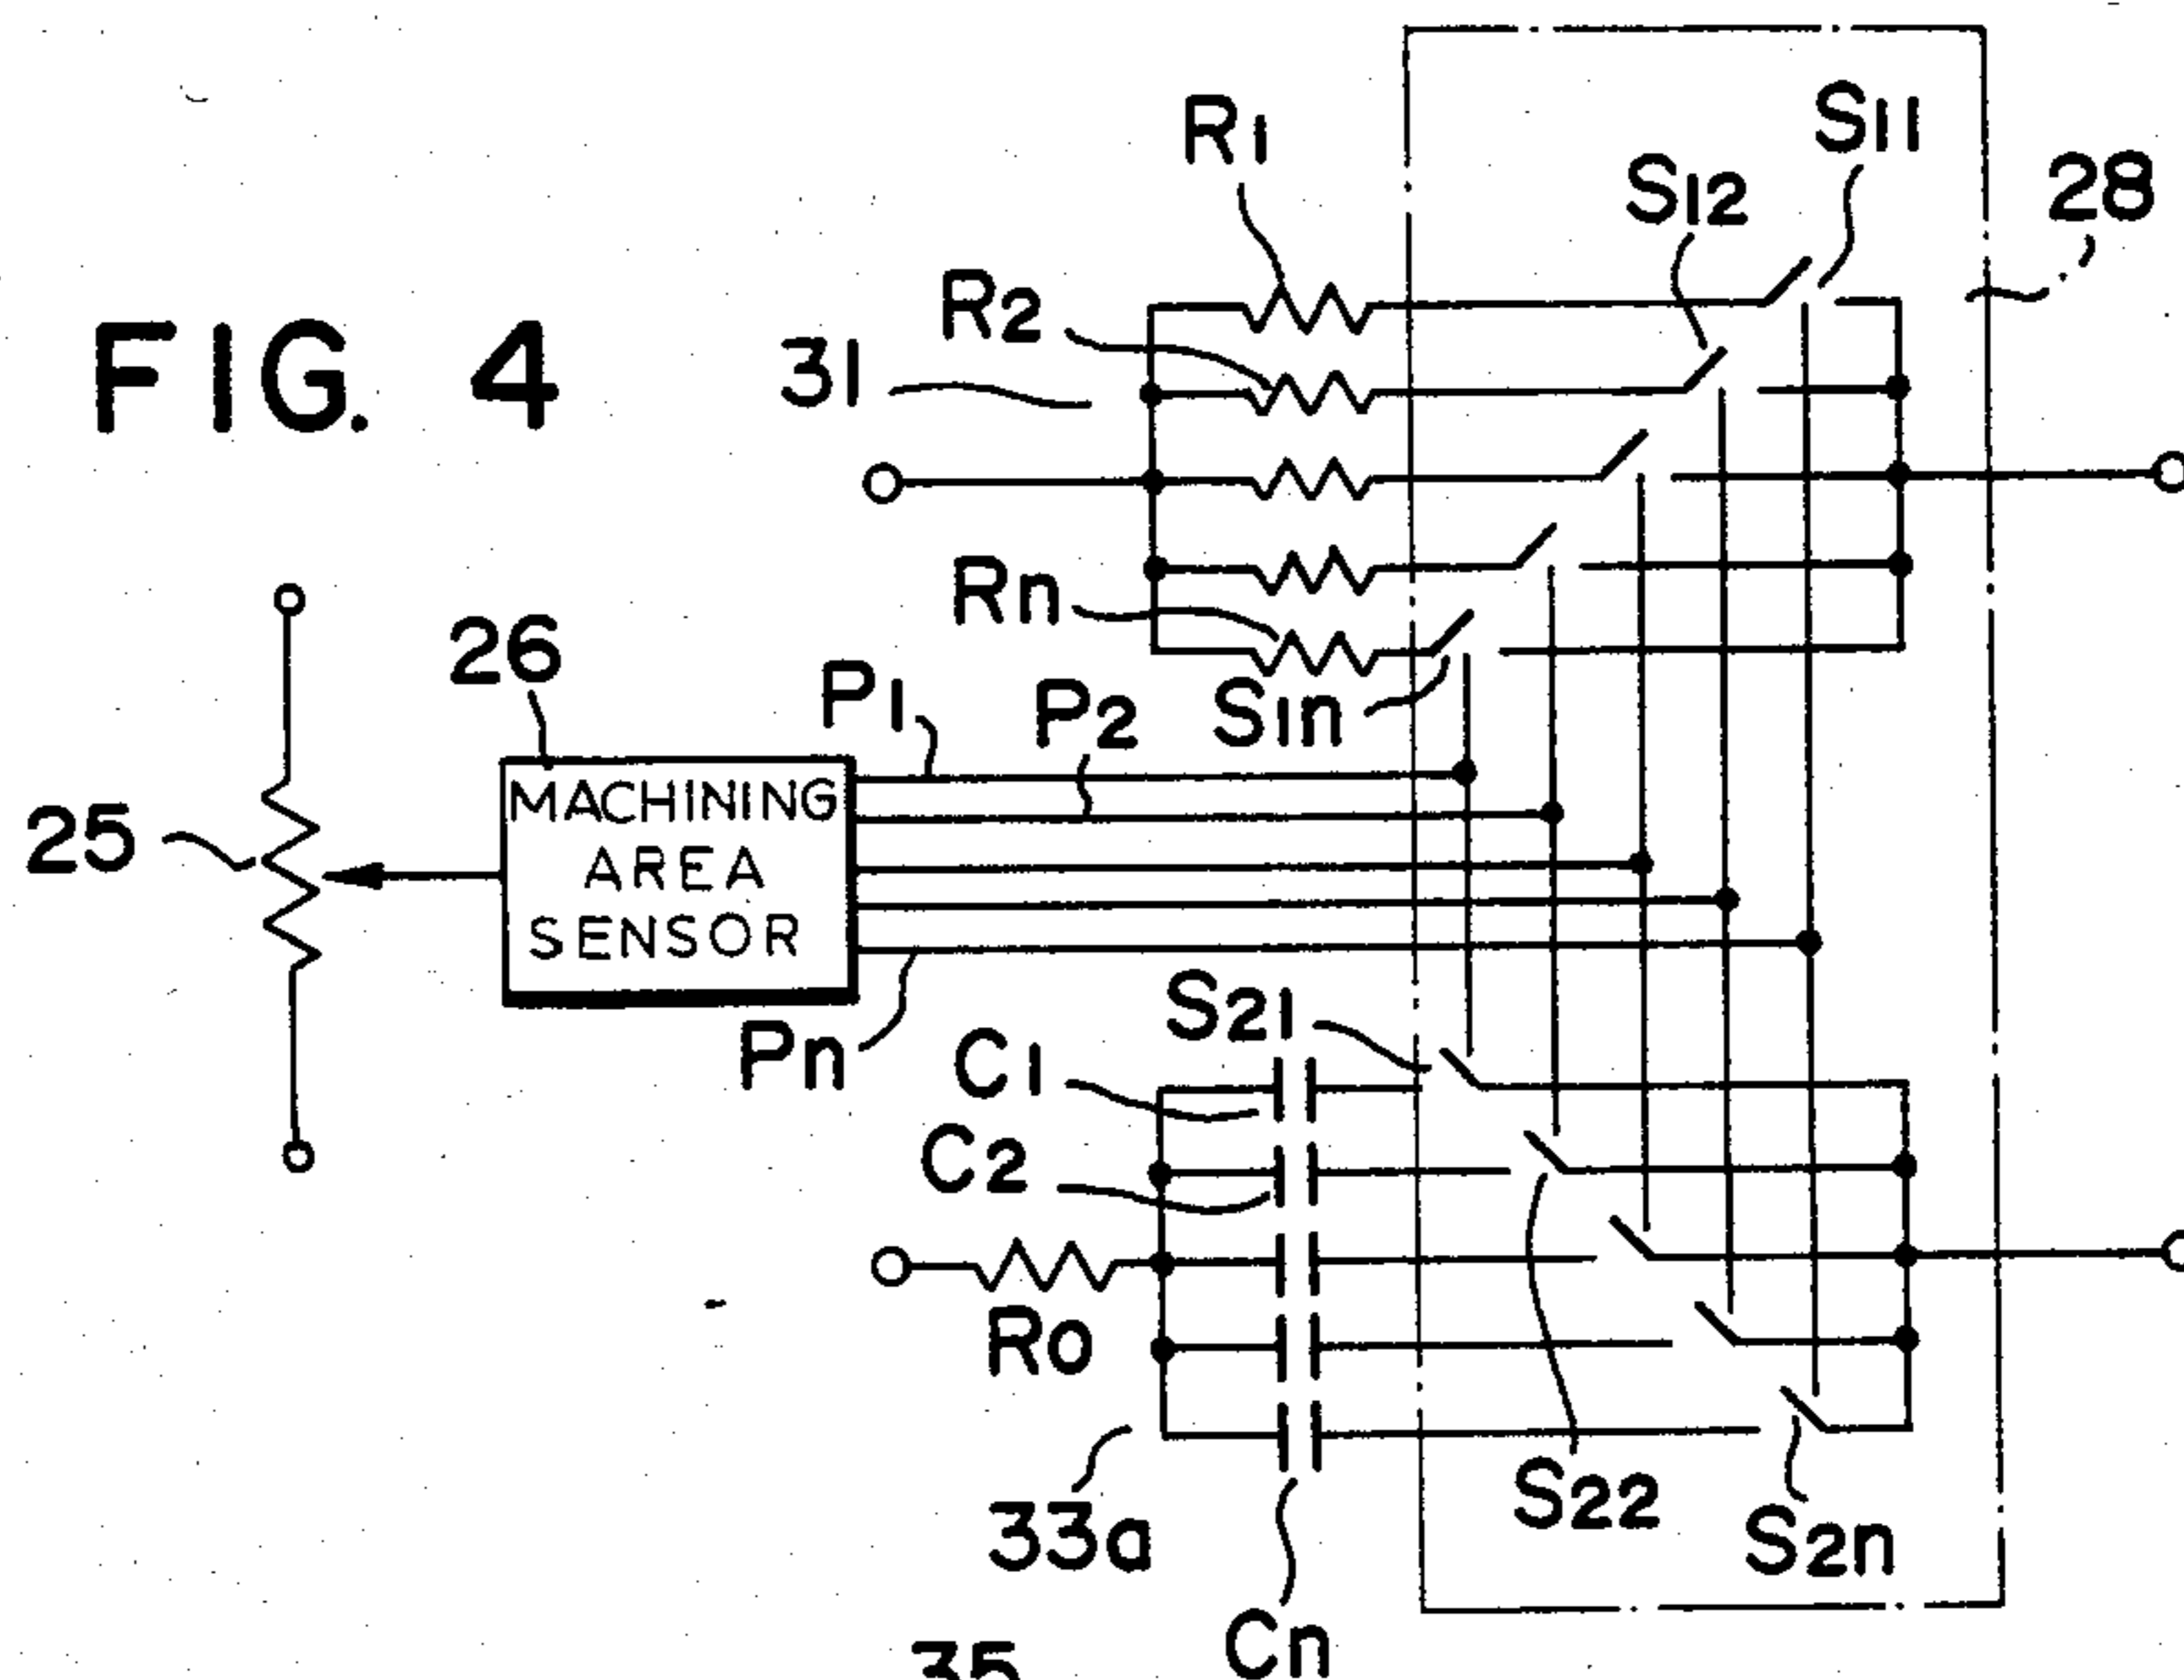 FIG. 4
R1
S11
S12
28
R2
31
Rn
26
P1
P2
S1n
25
MACHINING
AREA
SENSOR
Pn
S21
C1
C2
R0
33a
S22
S2n
Cn
35